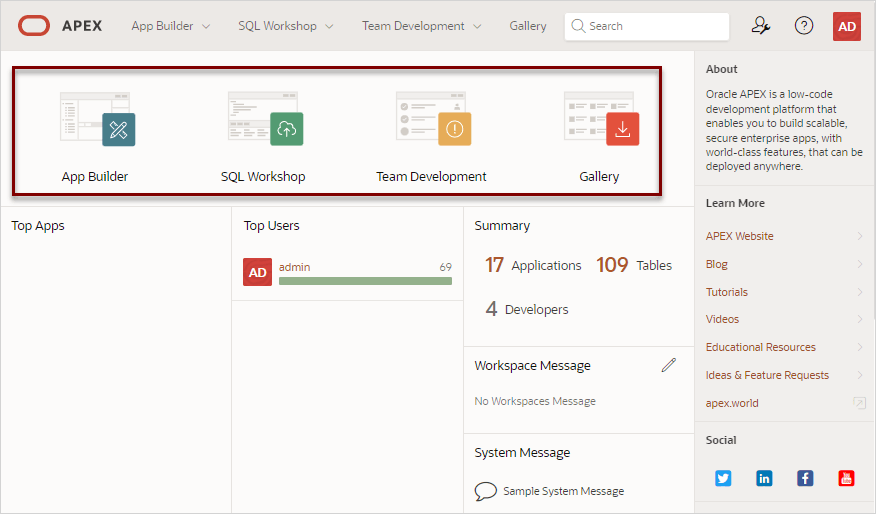 APEX App Builder SQL Workshop Team Development Gallery Search AD
App Builder SQL Workshop Team Development Gallery
Top Apps
Top Users
AD admin 69
Summary
17 Applications 109 Tables
4 Developers
Workspace Message
No Workspaces Message
System Message
Sample System Message
About
Oracle APEX is a low-code
development platform that
enables you to build scalable,
secure enterprise apps, with
world-class features, that can be
deployed anywhere.
Learn More
APEX Website
Blog
Tutorials
Videos
Educational Resources
Ideas & Feature Requests
apex.world
Social